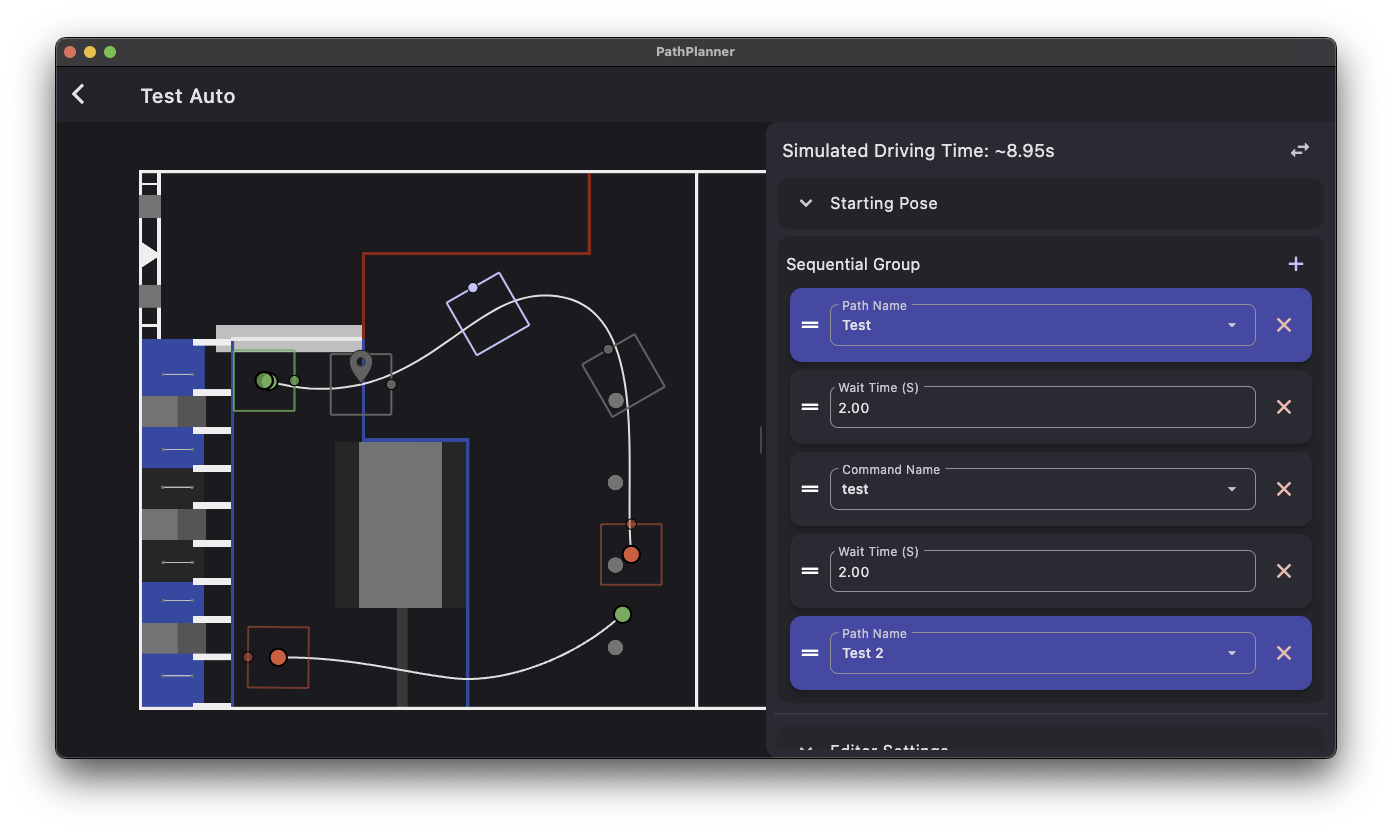 PathPlanner
Test Auto
Simulated Driving Time: ~8.95s
Starting Pose
Sequential Group
Path Name
Test
Wait Time (S)
2.00
Command Name
test
Wait Time (S)
2.00
Path Name
Test 2
Editor Settings